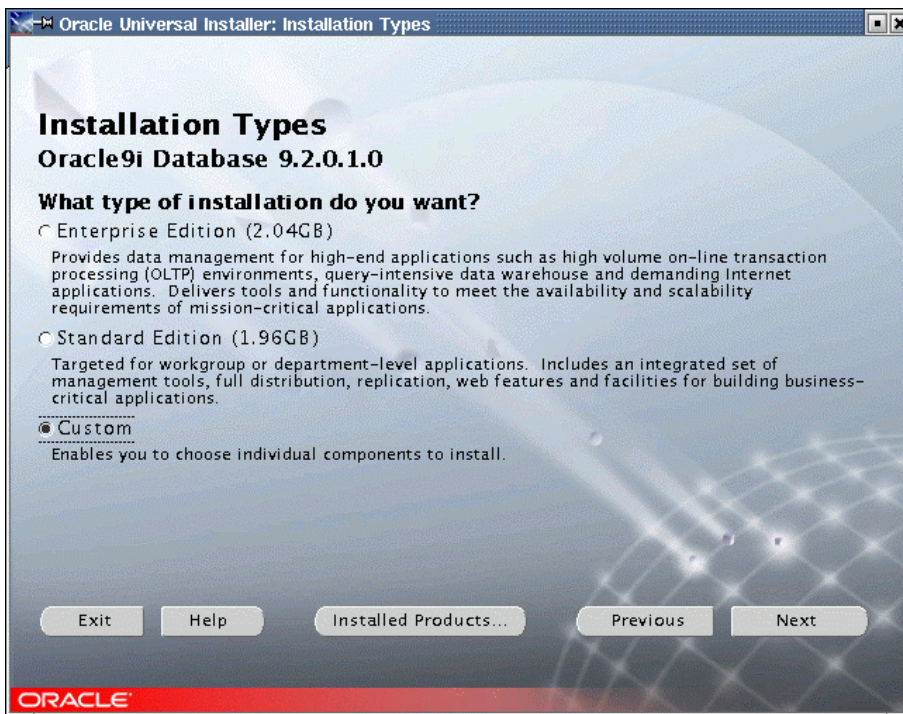 Oracle Universal Installer: Installation Types
Installation Types
Oracle9i Database 9.2.0.1.0
What type of installation do you want?
Enterprise Edition (2.04GB)
Provides data management for high-end applications such as high volume on-line transaction
processing (OLTP) environments, query-intensive data warehouse and demanding Internet
applications. Delivers tools and functionality to meet the availability and scalability
requirements of mission-critical applications.
Standard Edition (1.96GB)
Targeted for workgroup or department-level applications. Includes an integrated set of
management tools, full distribution, replication, web features and facilities for building business-
critical applications.
Custom
Enables you to choose individual components to install.
Exit Help Installed Products... Previous Next
ORACLE